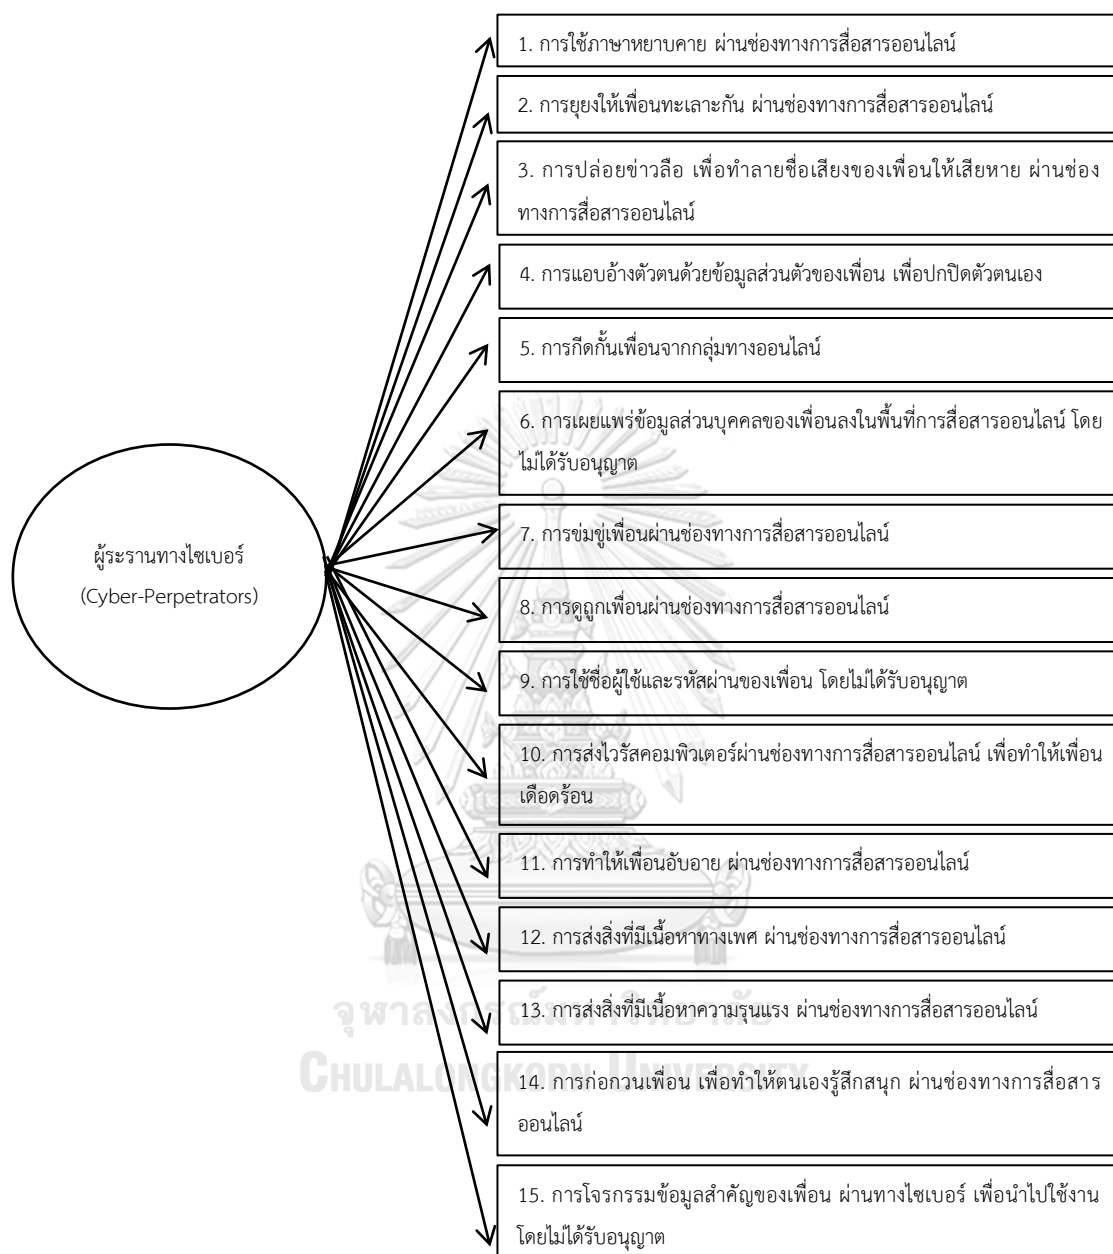 1. การใช้ภาษาหยาบคาย ผ่านช่องทางการสื่อสารออนไลน์
2. การยุยงให้เพื่อนทะเลาะกัน ผ่านช่องทางการสื่อสารออนไลน์
3. การปล่อยข่าวลือ เพื่อทำลายชื่อเสียงของเพื่อนให้เสียหาย ผ่านช่อง
ทางการสื่อสารออนไลน์
4. การแอบอ้างตัวตนด้วยข้อมูลส่วนตัวของเพื่อน เพื่อปกปิดตัวตนเอง
5. การกีดกั้นเพื่อนจากกลุ่มทางออนไลน์
6. การเผยแพร่ข้อมูลส่วนบุคคลของเพื่อนลงในพื้นที่การสื่อสารออนไลน์ โดย
ไม่ได้รับอนุญาต
ผู้ระรานทางไซเบอร์
(Cyber-Perpetrators)
7. การข่มขู่เพื่อนผ่านช่องทางการสื่อสารออนไลน์
8. การดูถูกเพื่อนผ่านช่องทางการสื่อสารออนไลน์
9. การใช้ชื่อผู้ใช้และรหัสผ่านของเพื่อน โดยไม่ได้รับอนุญาต
10. การส่งไวรัสคอมพิวเตอร์ผ่านช่องทางการสื่อสารออนไลน์ เพื่อทำให้เพื่อน
เดือดร้อน
11. การทำให้เพื่อนอับอาย ผ่านช่องทางการสื่อสารออนไลน์
12. การส่งสิ่งที่มีเนื้อหาทางเพศ ผ่านช่องทางการสื่อสารออนไลน์
13. การส่งสิ่งที่มีเนื้อหาความรุนแรง ผ่านช่องทางการสื่อสารออนไลน์
จุฬาลงกรณ์มหาวิทยาลัย
CHULALONGKORN UNIVERSITY
14. การก่อกวนเพื่อน เพื่อทำให้ตนเองรู้สึกสนุก ผ่านช่องทางการสื่อสาร
ออนไลน์
15. การโจรกรรมข้อมูลสำคัญของเพื่อน ผ่านทางไซเบอร์ เพื่อนำไปใช้งาน
โดยไม่ได้รับอนุญาต